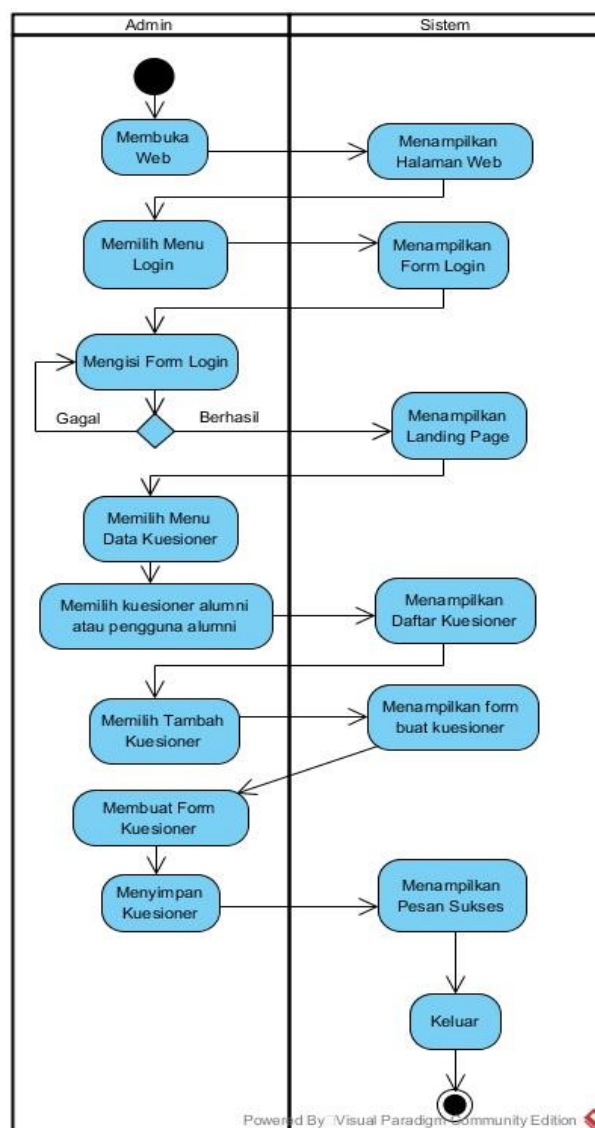 Admin
Sistem
Membuka
Web
Menampilkan
Halaman Web
Memilih Menu
Login
Menampilkan
Form Login
Mengisi Form Login
Gagal
Berhasil
Menampilkan
Landing Page
Memilih Menu
Data Kuesioner
Memilih kuesioner alumni
atau pengguna alumni
Menampilkan
Daftar Kuesioner
Memilih Tambah
Kuesioner
Menampilkan form
buat kuesioner
Membuat Form
Kuesioner
Menyimpan
Kuesioner
Menampilkan
Pesan Sukses
Keluar
Powered By Visual Paradigm Community Edition